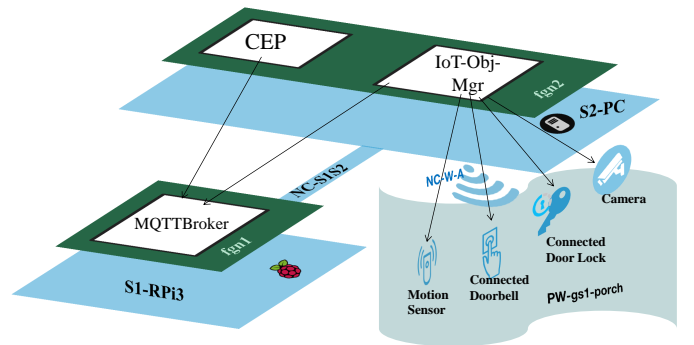 CEP
IoT-Obj-
Mgr
fgn2
S2-PC
NC-S1S2
NC-W-A
MQTTBroker
fgn1
Camera
S1-RPi3
Motion
Sensor
Connected
Doorbell
Connected
Door Lock
PW-gs1-porch